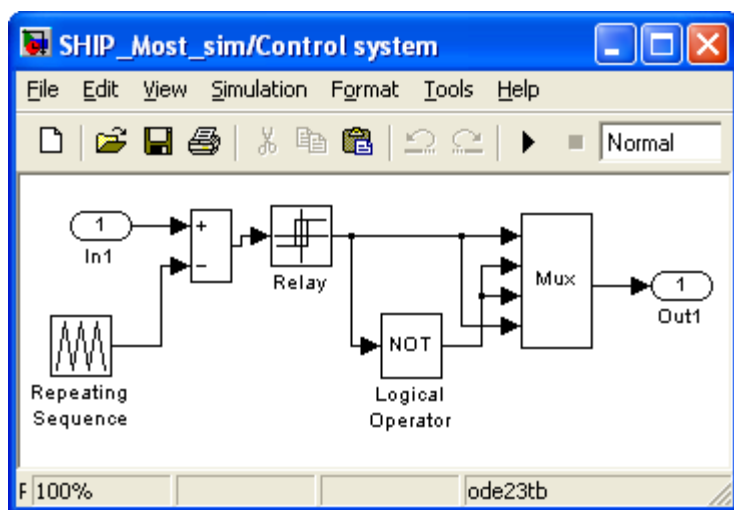 SHIP_Most_sim/Control system
File Edit View Simulation Format Tools Help
Normal
1
In1
+
−
Relay
Repeating
Sequence
NOT
Logical
Operator
Mux
1
Out1
F 100% ode23tb